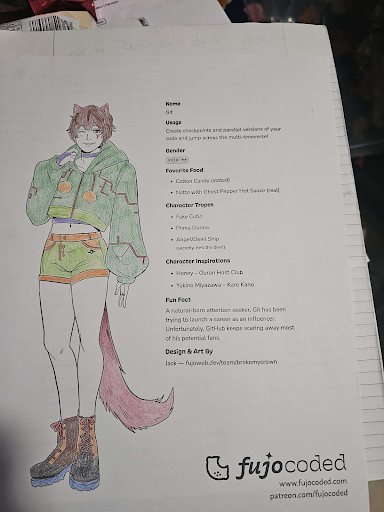 Name
Git
Usage
Create checkpoints and parallel versions of your
code and jump across the multi-timeverse!
Gender
Favorite Food
Cotton Candy (stated)
Natto with Ghost Pepper Hot Sauce (real)
Character Tropes
Fake Cutie
Prima Donna
Angel/Devil Ship
(secretly, he's the devil)
Character Inspirations
Honey – Ouran Host Club
Yukino Miyazawa – Kare Kano
Fun Fact
A natural-born attention seeker, Git has been
trying to launch a career as an influencer.
Unfortunately, GitHub keeps scaring away most
of his potential fans.
Design & Art By
Jack — fujoweb.dev/team/brokemycrown
fujocoded
www.fujocoded.com
patreon.com/fujocoded